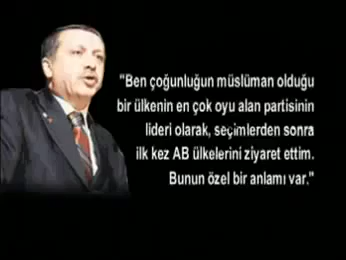 "Ben çoğunluğun müslüman olduğu
bir ülkenin en çok oyu alan partisinin
lideri olarak, seçimlerden sonra
ilk kez AB ülkelerini ziyaret ettim.
Bunun özel bir anlamı var."